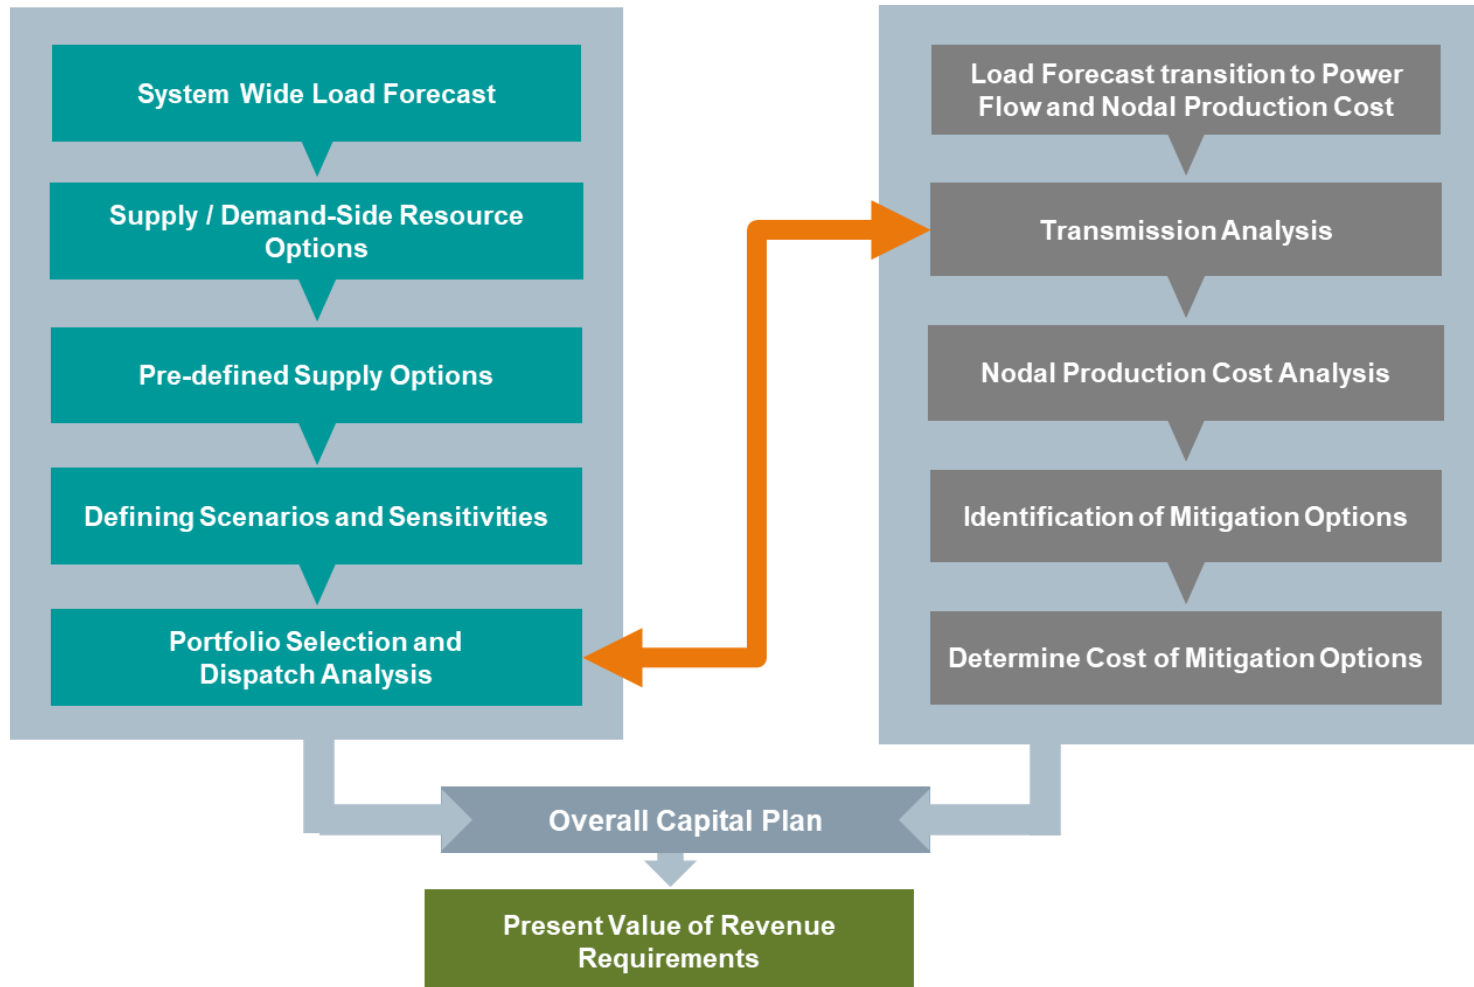 System Wide Load Forecast
Supply / Demand-Side Resource
Options
Pre-defined Supply Options
Defining Scenarios and Sensitivities
Portfolio Selection and
Dispatch Analysis
Load Forecast transition to Power
Flow and Nodal Production Cost
Transmission Analysis
Nodal Production Cost Analysis
Identification of Mitigation Options
Determine Cost of Mitigation Options
Overall Capital Plan
Present Value of Revenue
Requirements